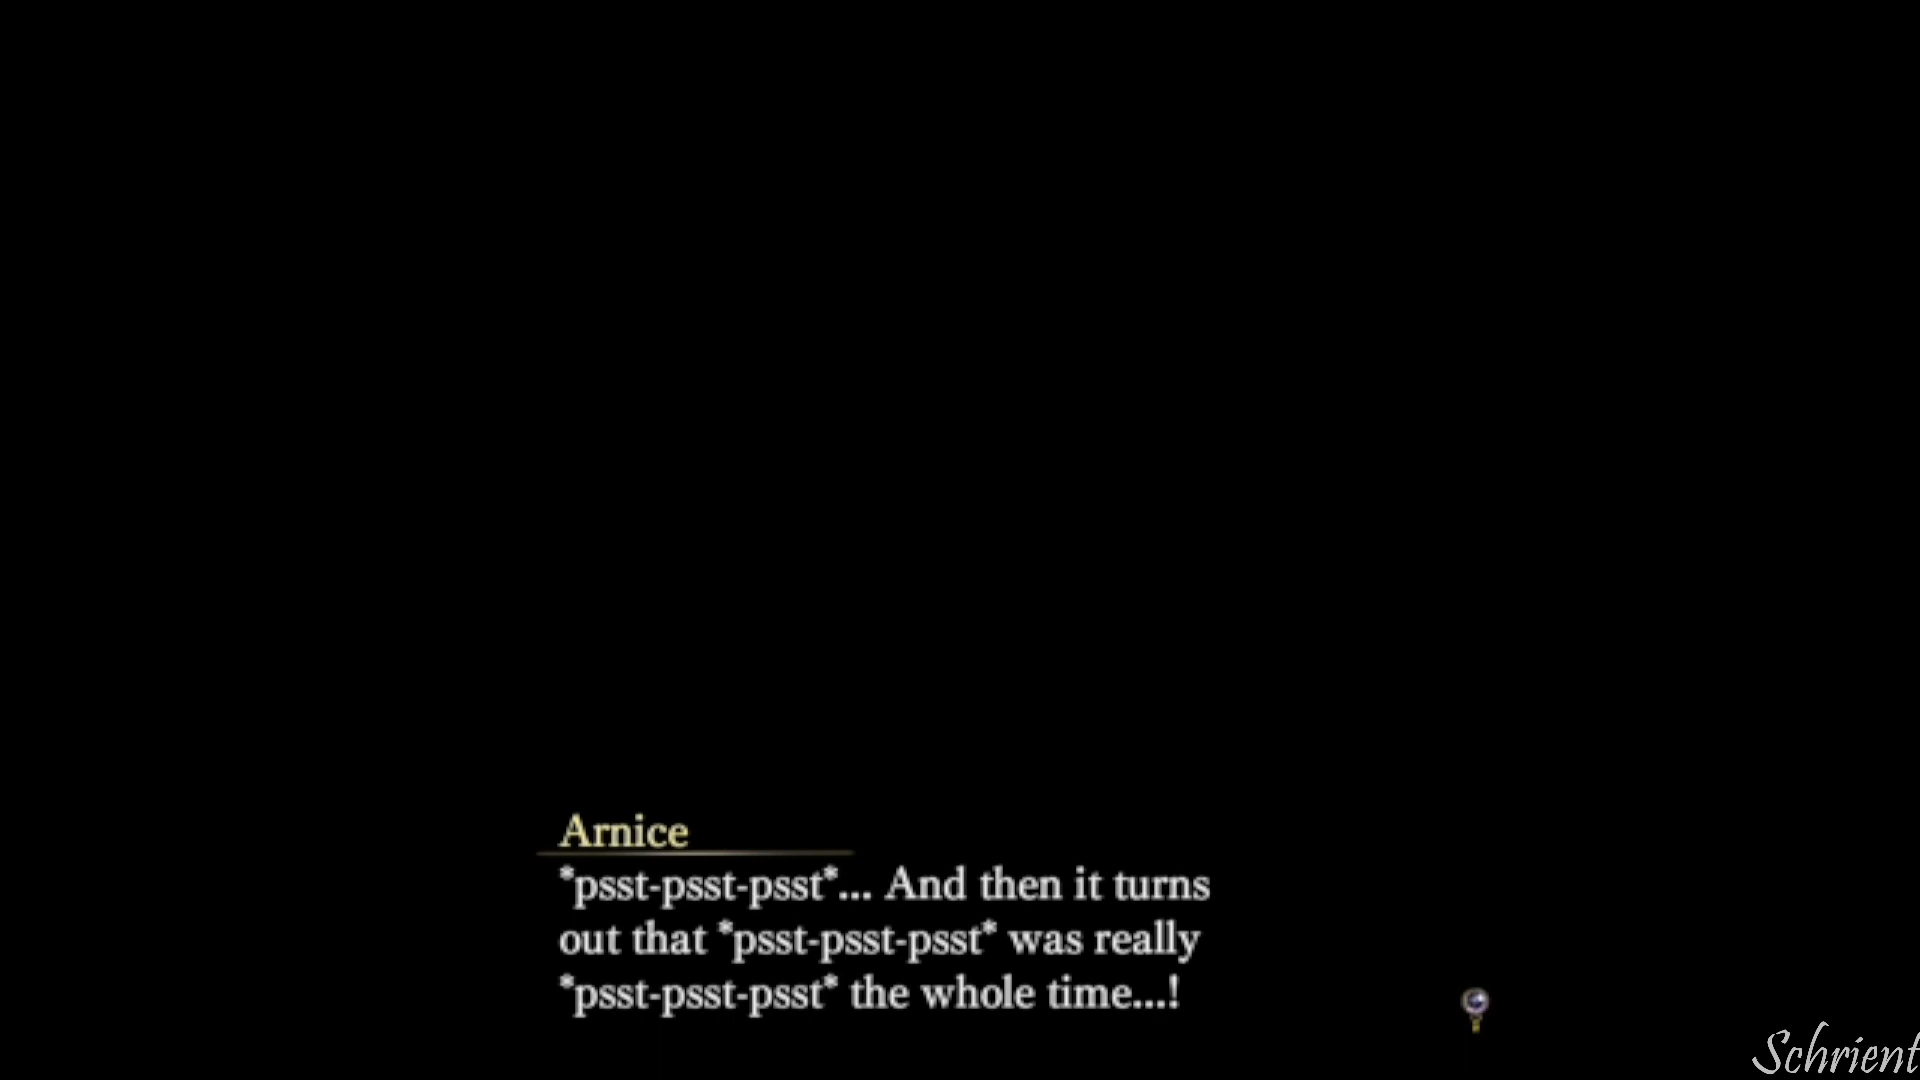 Arnice
*psst-psst-psst*... And then it turns
out that *psst-psst-psst* was really
*psst-psst-psst* the whole time...!
Schrient